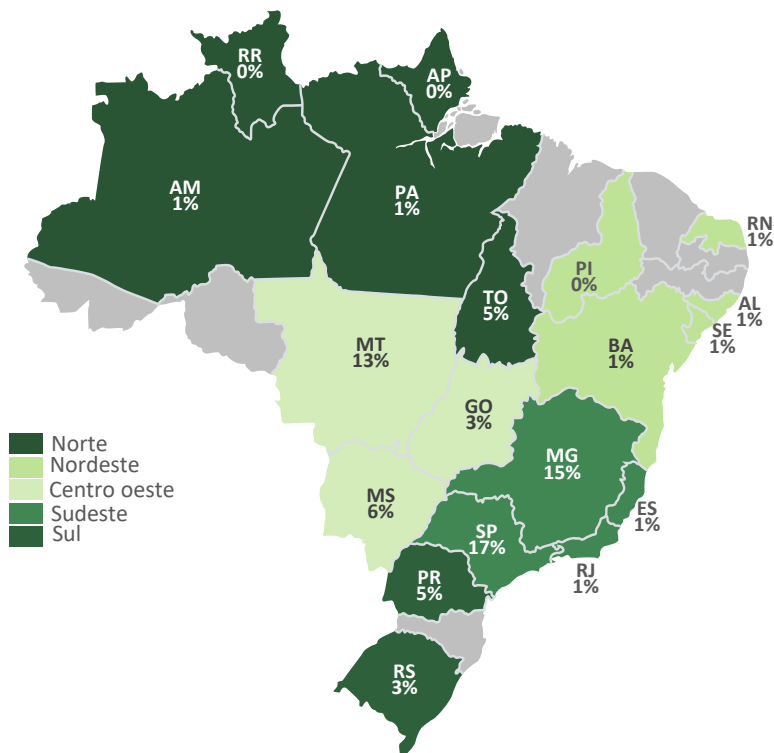 RR
0%
AP
0%
AM
1%
PA
1%
RN
1%
PI
0%
TO
5%
AL
1%
SE
1%
MT
13%
BA
1%
GO
3%
MG
15%
MS
6%
ES
1%
SP
17%
RJ
1%
PR
5%
RS
3%
Norte
Nordeste
Centro oeste
Sudeste
Sul